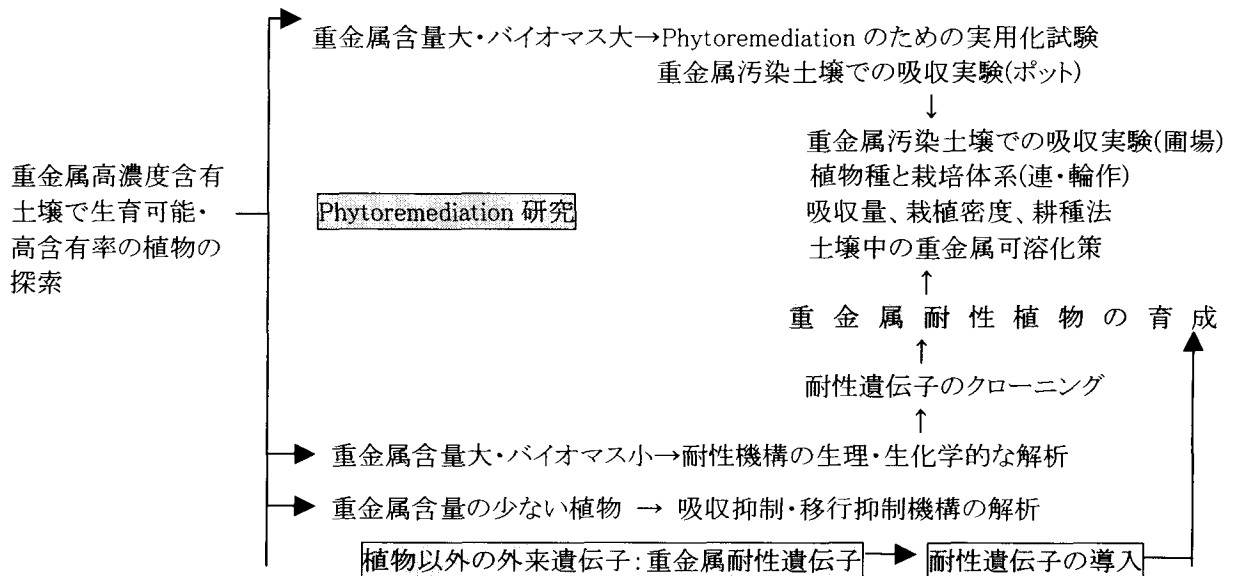 重金属含量大・バイオマス大→Phytoremediation のための実用化試験
重金属汚染土壌での吸収実験(ポット)
↓
重金属汚染土壌での吸収実験(圃場)
植物種と栽培体系(連・輪作)
吸収量、栽植密度、耕種法
土壌中の重金属可溶化策
↑
重金属高濃度含有
土壌で生育可能・
高含有率の植物の
探索
Phytoremediation 研究
重 金 属 耐 性 植 物 の 育 成
↑
耐性遺伝子のクローニング
↑
重金属含量大・バイオマス小→耐性機構の生理・生化学的な解析
重金属含量の少ない植物 → 吸収抑制・移行抑制機構の解析
植物以外の外来遺伝子：重金属耐性遺伝子
耐性遺伝子の導入